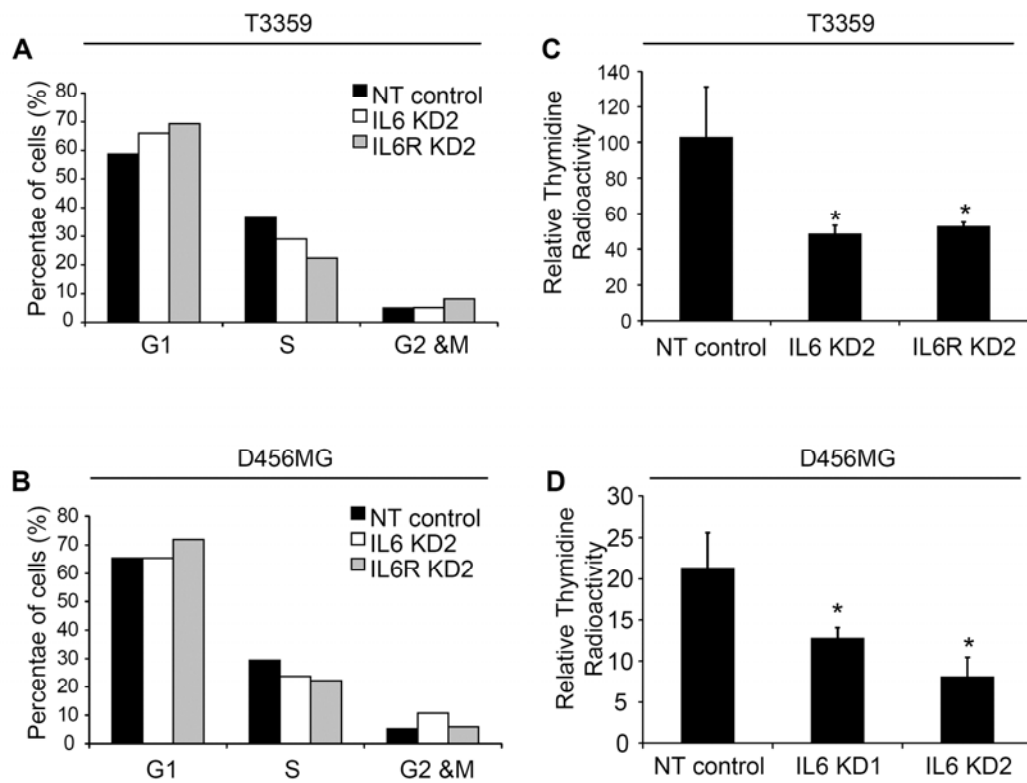 T3359
A
Percentae of cells (%)
80
70
60
50
40
30
20
10
0
NT control
IL6 KD2
IL6R KD2
G1 S G2 &M
T3359
C
Relative Thymidine
Radioactivity
140
120
100
80
60
40
20
0
*
*
NT control IL6 KD2 IL6R KD2
D456MG
B
Percentae of cells (%)
80
70
60
50
40
30
20
10
0
NT control
IL6 KD2
IL6R KD2
G1 S G2 &M
D456MG
D
Relative Thymidine
Radioactivity
30
25
20
15
10
5
0
*
*
NT control IL6 KD1 IL6 KD2